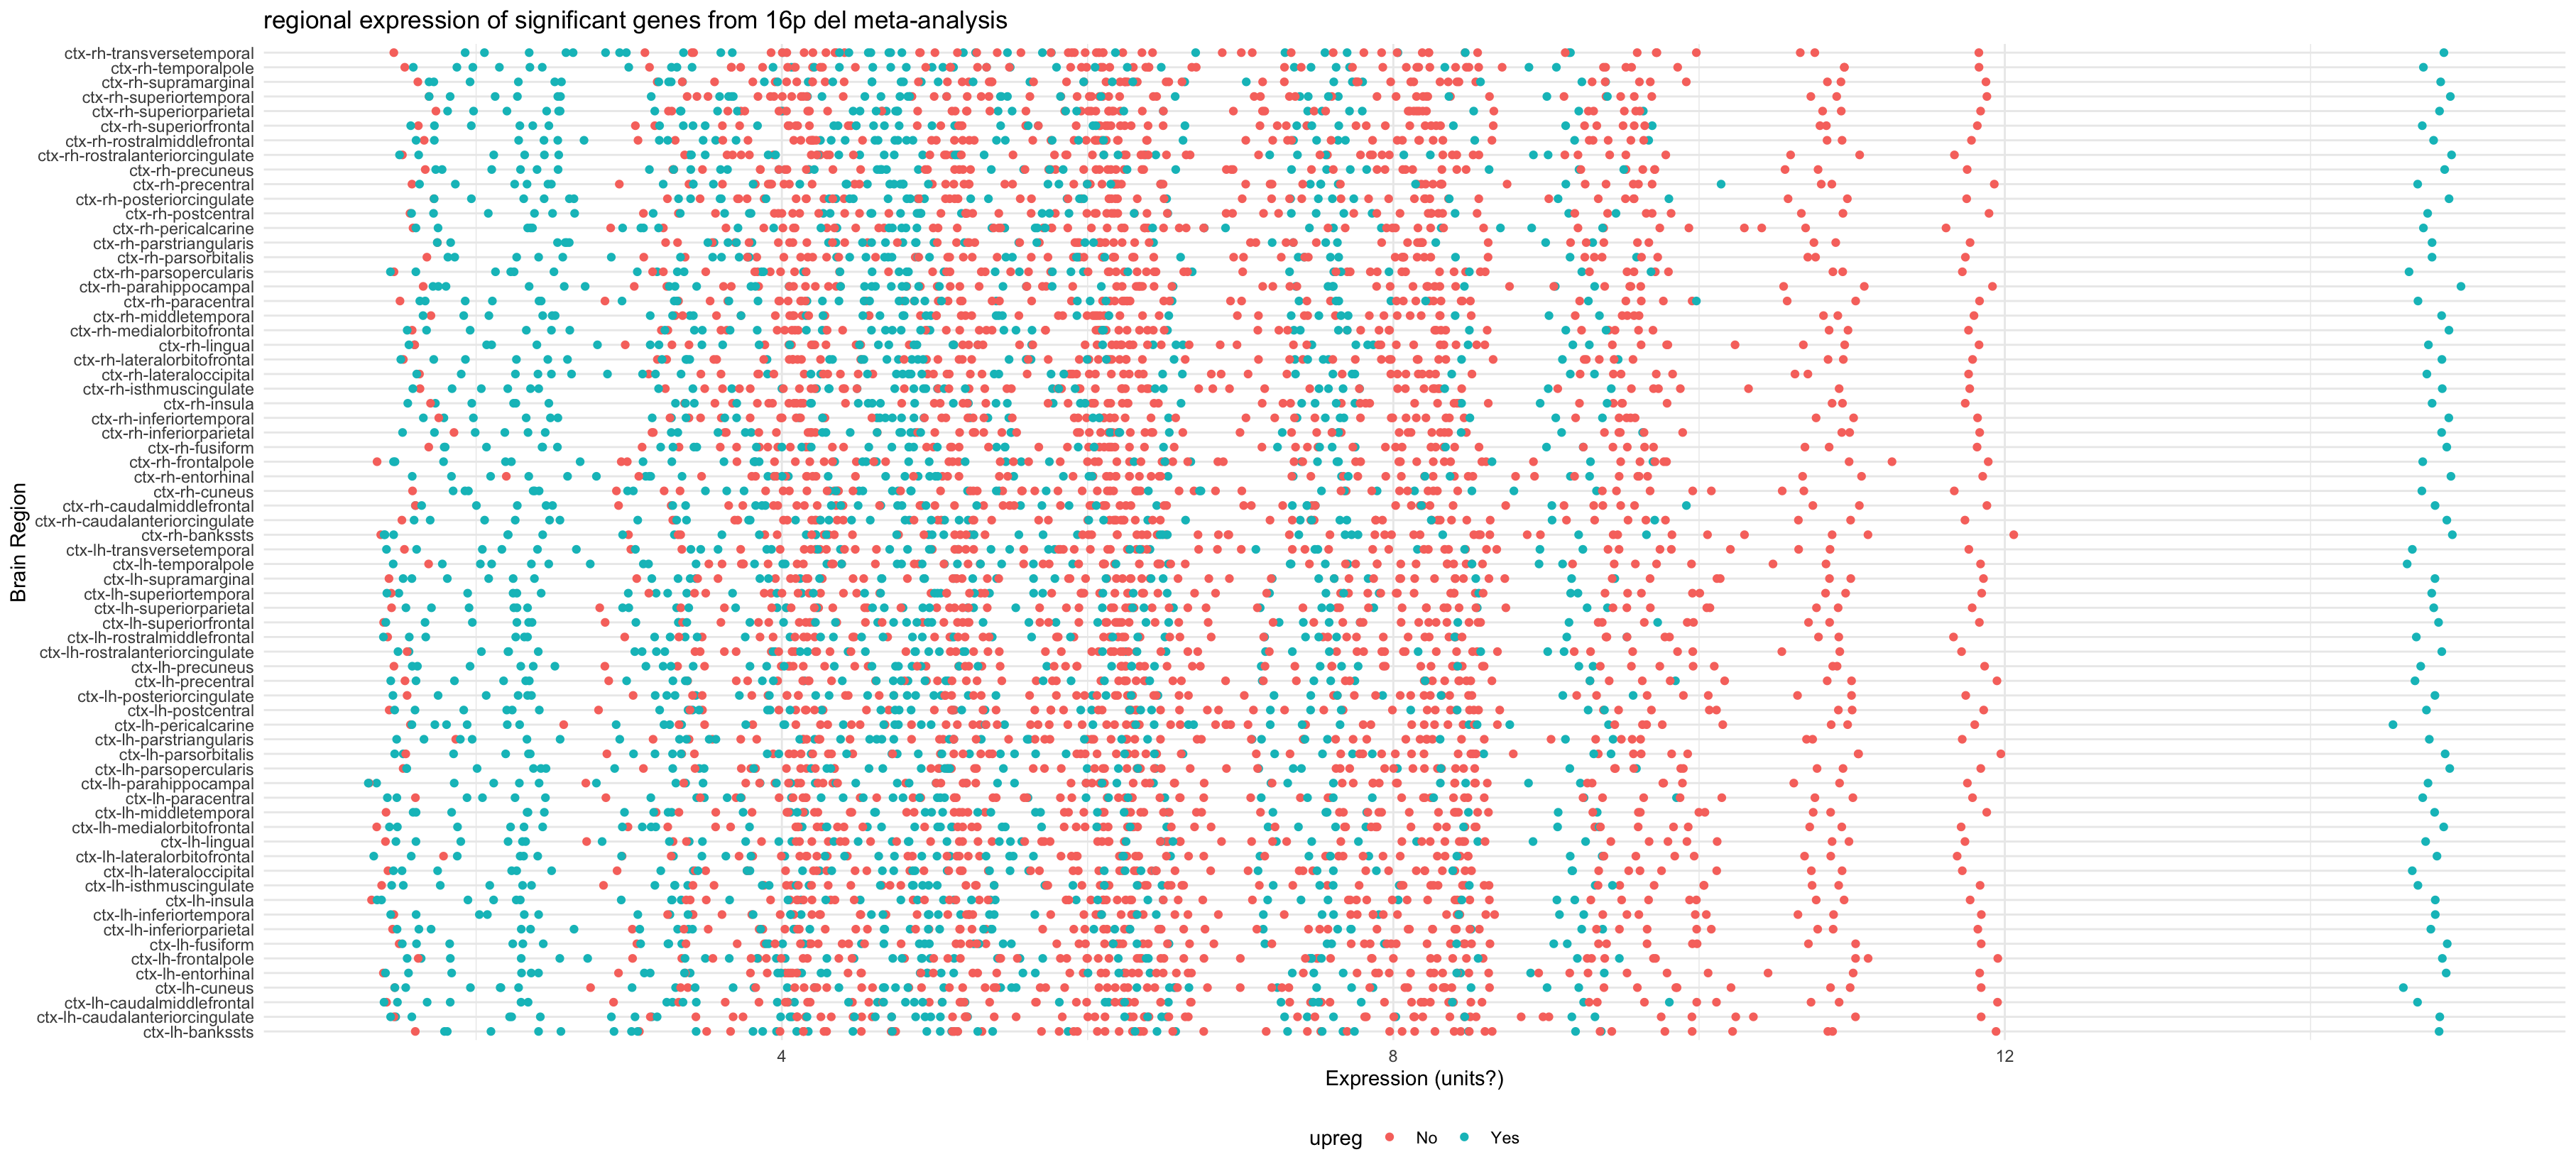 regional expression of significant genes from 16p del meta-analysis
Brain Region
ctx-rh-transversetemporal
ctx-rh-temporalpole
ctx-rh-supramarginal
ctx-rh-superiortemporal
ctx-rh-superiorparietal
ctx-rh-superiorfrontal
ctx-rh-rostralmiddlefrontal
ctx-rh-rostralanteriorcingulate
ctx-rh-precuneus
ctx-rh-precentral
ctx-rh-posteriorcingulate
ctx-rh-postcentral
ctx-rh-pericalcarine
ctx-rh-parstriangularis
ctx-rh-parsorbitalis
ctx-rh-parsopercularis
ctx-rh-parahippocampal
ctx-rh-paracentral
ctx-rh-middletemporal
ctx-rh-medialorbitofrontal
ctx-rh-lingual
ctx-rh-lateralorbitofrontal
ctx-rh-lateraloccipital
ctx-rh-isthmuscingulate
ctx-rh-insula
ctx-rh-inferiortemporal
ctx-rh-inferiorparietal
ctx-rh-fusiform
ctx-rh-frontalpole
ctx-rh-entorhinal
ctx-rh-cuneus
ctx-rh-caudalmiddlefrontal
ctx-rh-caudalanteriorcingulate
ctx-rh-bankssts
ctx-lh-transversetemporal
ctx-lh-temporalpole
ctx-lh-supramarginal
ctx-lh-superiortemporal
ctx-lh-superiorparietal
ctx-lh-superiorfrontal
ctx-lh-rostralmiddlefrontal
ctx-lh-rostralanteriorcingulate
ctx-lh-precuneus
ctx-lh-precentral
ctx-lh-posteriorcingulate
ctx-lh-postcentral
ctx-lh-pericalcarine
ctx-lh-parstriangularis
ctx-lh-parsorbitalis
ctx-lh-parsopercularis
ctx-lh-parahippocampal
ctx-lh-paracentral
ctx-lh-middletemporal
ctx-lh-medialorbitofrontal
ctx-lh-lingual
ctx-lh-lateralorbitofrontal
ctx-lh-lateraloccipital
ctx-lh-isthmuscingulate
ctx-lh-insula
ctx-lh-inferiortemporal
ctx-lh-inferiorparietal
ctx-lh-fusiform
ctx-lh-frontalpole
ctx-lh-entorhinal
ctx-lh-cuneus
ctx-lh-caudalmiddlefrontal
ctx-lh-caudalanteriorcingulate
ctx-lh-bankssts
4 8 12
Expression (units?)
upreg No Yes